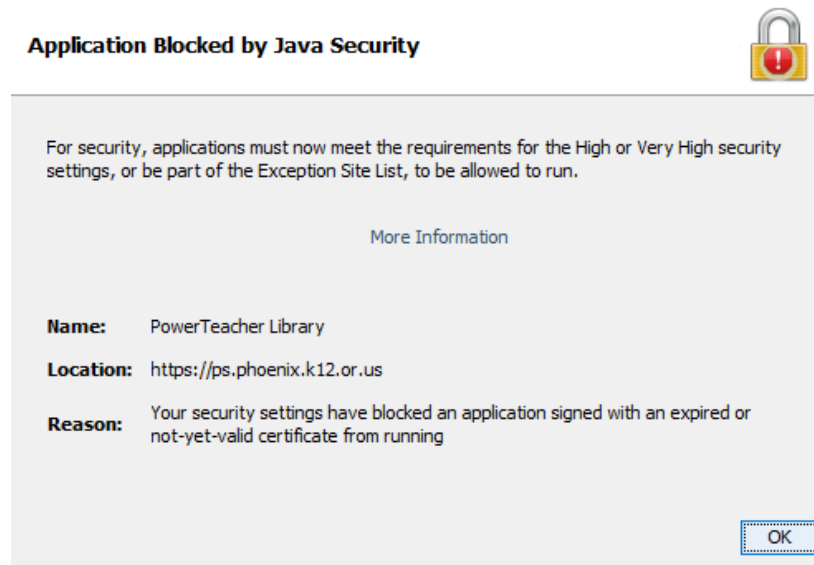 Application Blocked by Java Security
For security, applications must now meet the requirements for the High or Very High security
settings, or be part of the Exception Site List, to be allowed to run.
More Information
Name: PowerTeacher Library
Location: https://ps.phoenix.k12.or.us
Reason: Your security settings have blocked an application signed with an expired or
not-yet-valid certificate from running
OK